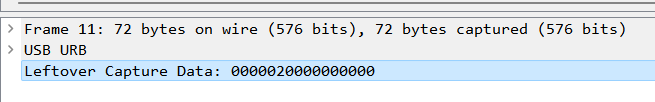 Frame 11: 72 bytes on wire (576 bits), 72 bytes captured (576 bits)
USB URB
Leftover Capture Data: 0000020000000000